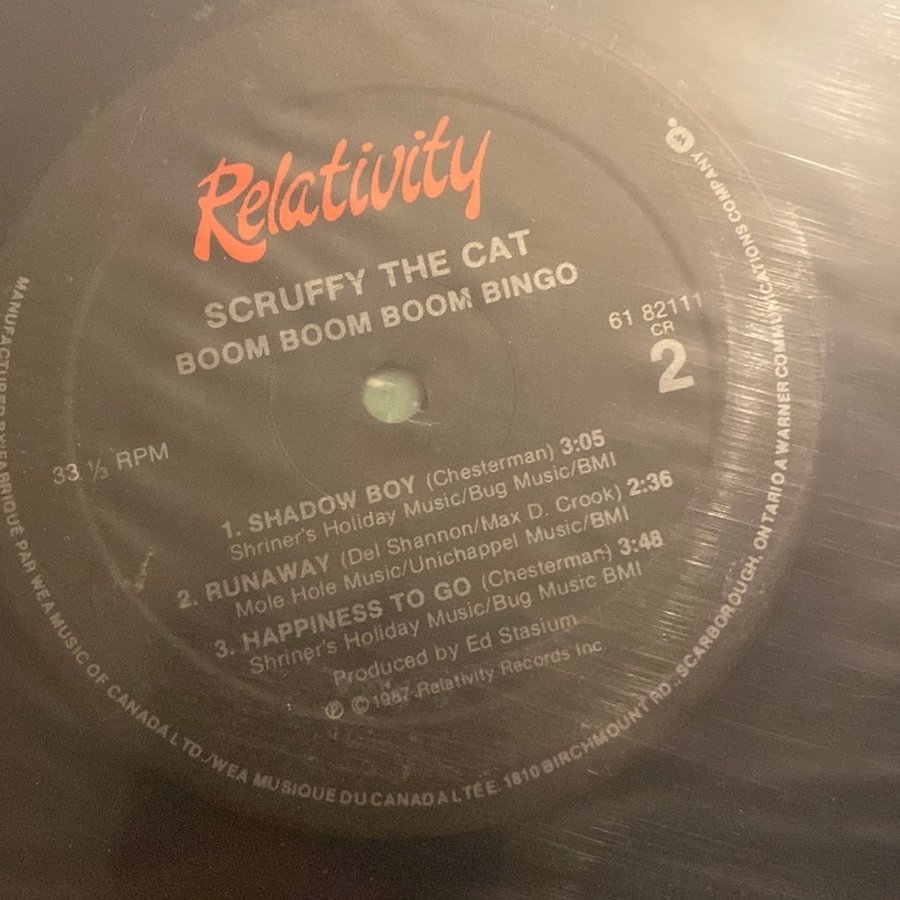 Relativity
SCRUFFY THE CAT
BOOM BOOM BOOM BINGO
61 82111
CR
2
33 ⅓ RPM
1. SHADOW BOY (Chesterman) 3:05
Shriner's Holiday Music/Bug Music/BMI
2. RUNAWAY (Del Shannon/Max D. Crook) 2:36
Mole Hole Music/Unichappel Music/BMI
3. HAPPINESS TO GO (Chesterman) 3:48
Shriner's Holiday Music/Bug Music BMI
Produced by Ed Stasium
℗ © 1987 Relativity Records Inc.
MANUFACTURED BY/FABRIQUÉ PAR WEA MUSIC OF CANADA LTD./WEA MUSIQUE DU CANADA LTÉE. 1810 BIRCHMOUNT RD., SCARBOROUGH, ONTARIO A WARNER COMMUNICATIONS COMPANY